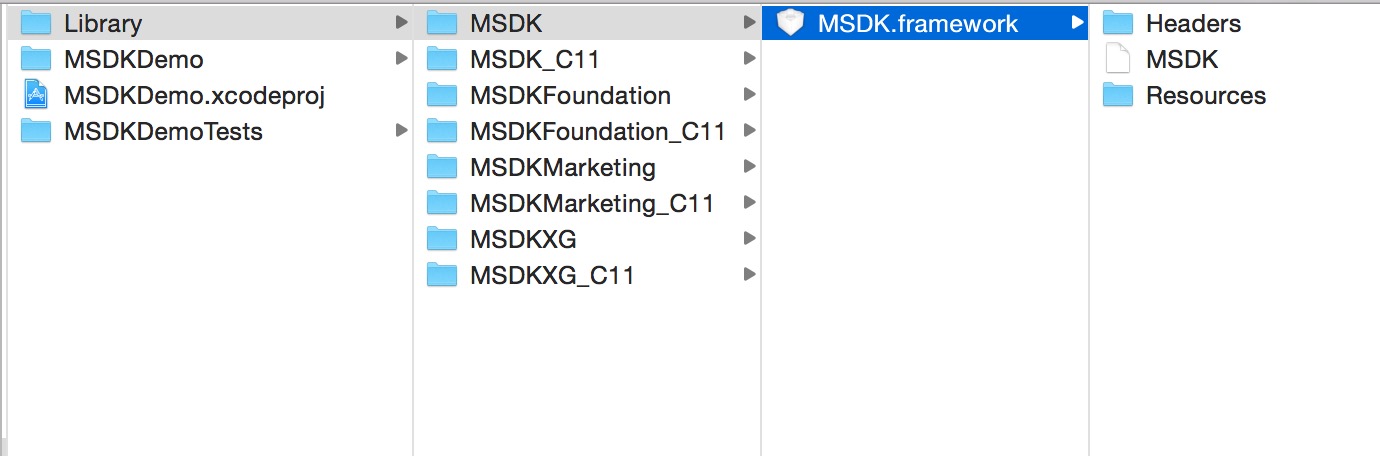 Library
MSDKDemo
MSDKDemo.xcodeproj
MSDKDemoTests
MSDK
MSDK_C11
MSDKFoundation
MSDKFoundation_C11
MSDKMarketing
MSDKMarketing_C11
MSDKXG
MSDKXG_C11
MSDK.framework
Headers
MSDK
Resources